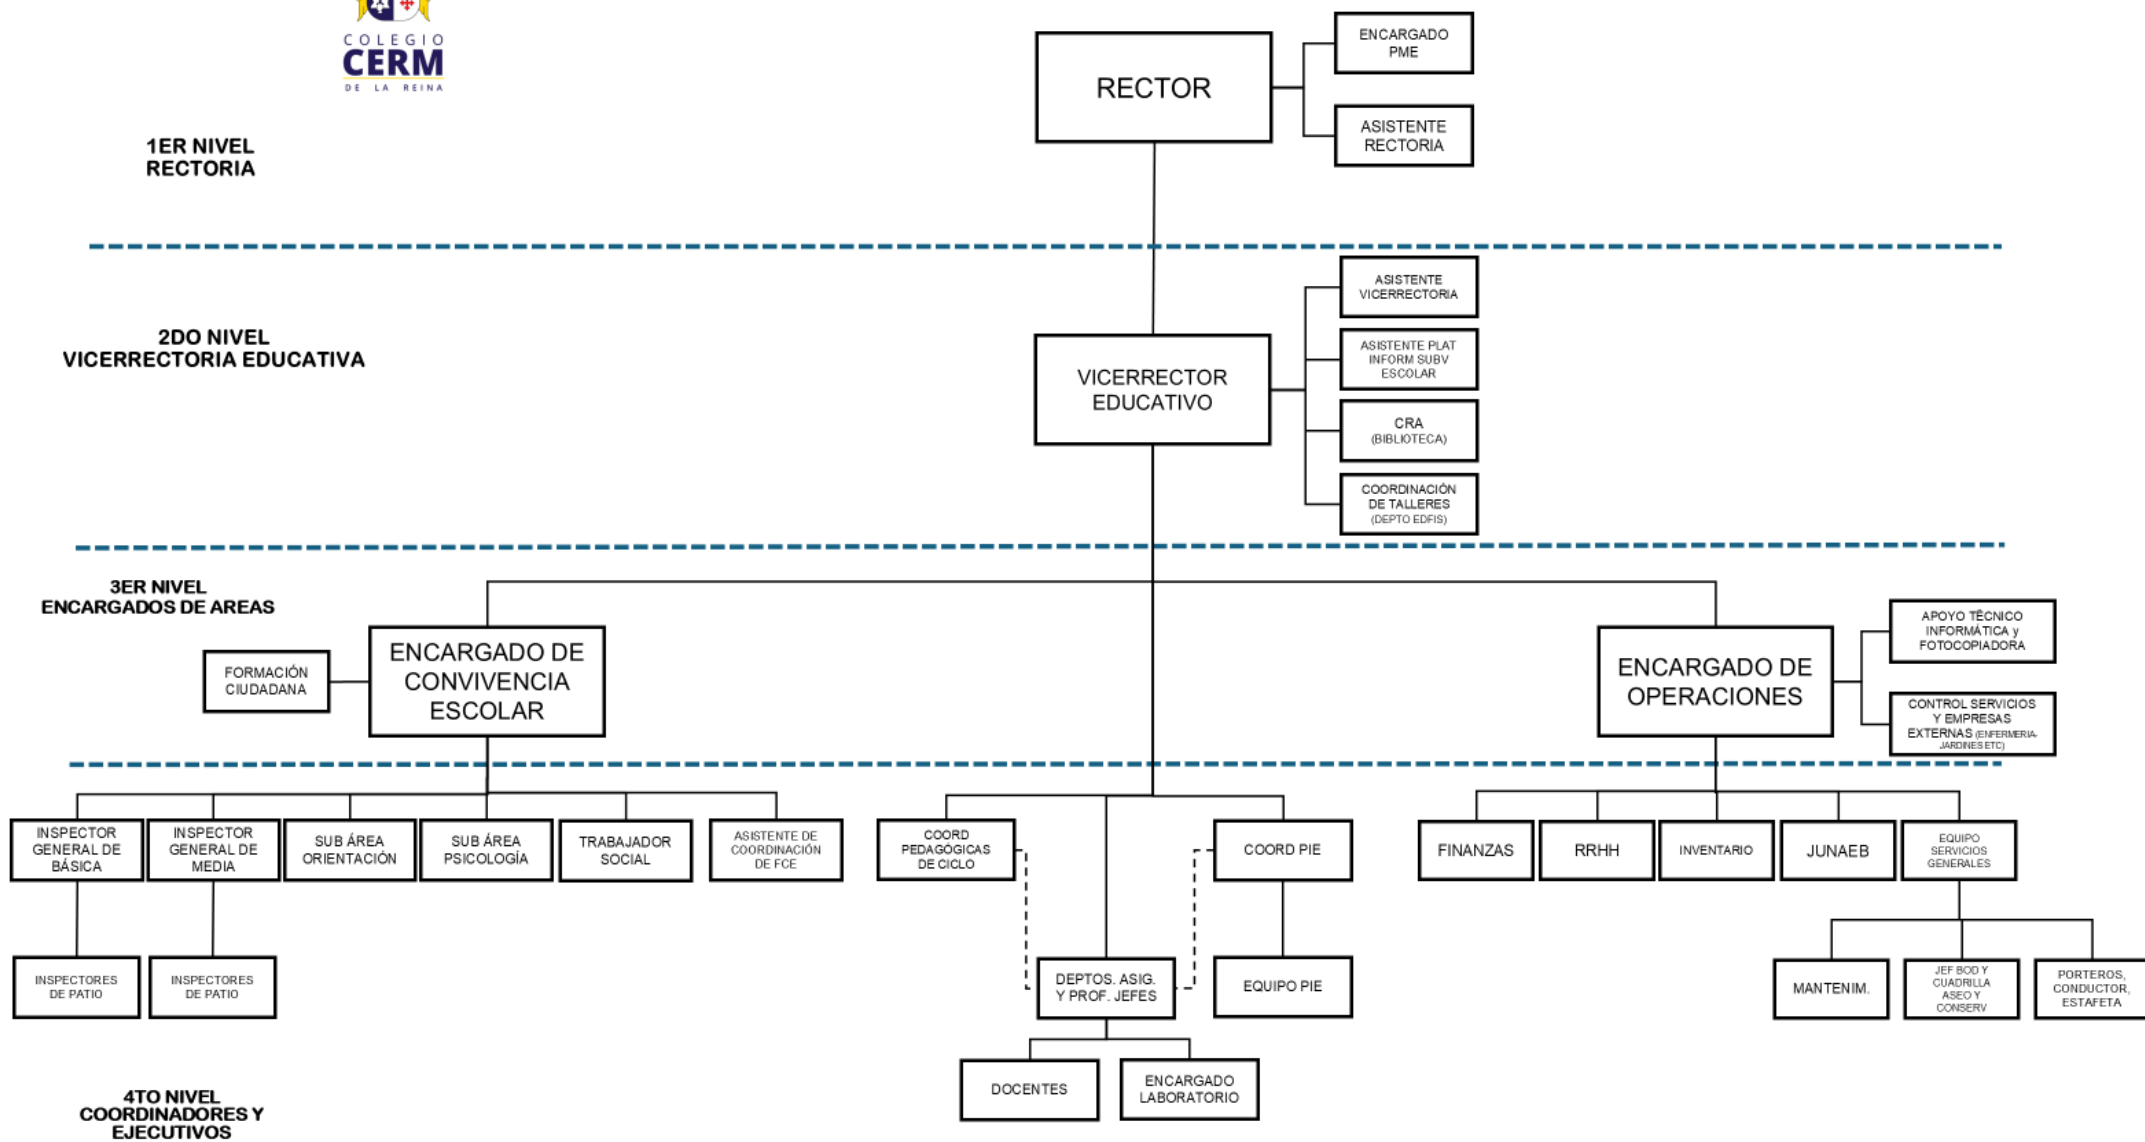 COLEGIO
CERM
DE LA REINA
RECTOR
ENCARGADO
PME
ASISTENTE
RECTORIA
1ER NIVEL
RECTORIA
2DO NIVEL
VICERRECTORIA EDUCATIVA
VICERRECTOR
EDUCATIVO
ASISTENTE
VICERRECTORIA
ASISTENTE PLAT
INFORM SUBV
ESCOLAR
CRA
(BIBLIOTECA)
COORDINACIÓN
DE TALLERES
(DEPTO EDFIS)
3ER NIVEL
ENCARGADOS DE AREAS
FORMACIÓN
CIUDADANA
ENCARGADO DE
CONVIVENCIA
ESCOLAR
ENCARGADO DE
OPERACIONES
APOYO TÉCNICO
INFORMÁTICA y
FOTOCOPIADORA
CONTROL SERVICIOS
Y EMPRESAS
EXTERNAS (ENFERMERIA-
JARDINES ETC)
INSPECTOR
GENERAL DE
BÁSICA
INSPECTOR
GENERAL DE
MEDIA
SUB ÁREA
ORIENTACIÓN
SUB ÁREA
PSICOLOGÍA
TRABAJADOR
SOCIAL
ASISTENTE DE
COORDINACIÓN
DE FCE
COORD
PEDAGÓGICAS
DE CICLO
COORD PIE
FINANZAS
RRHH
INVENTARIO
JUNAEB
EQUIPO
SERVICIOS
GENERALES
INSPECTORES
DE PATIO
INSPECTORES
DE PATIO
DEPTOS. ASIG.
Y PROF. JEFES
EQUIPO PIE
MANTENIM.
JEF BOD Y
CUADRILLA
ASEO Y
CONSERV
PORTEROS,
CONDUCTOR,
ESTAFETA
DOCENTES
ENCARGADO
LABORATORIO
4TO NIVEL
COORDINADORES Y
EJECUTIVOS